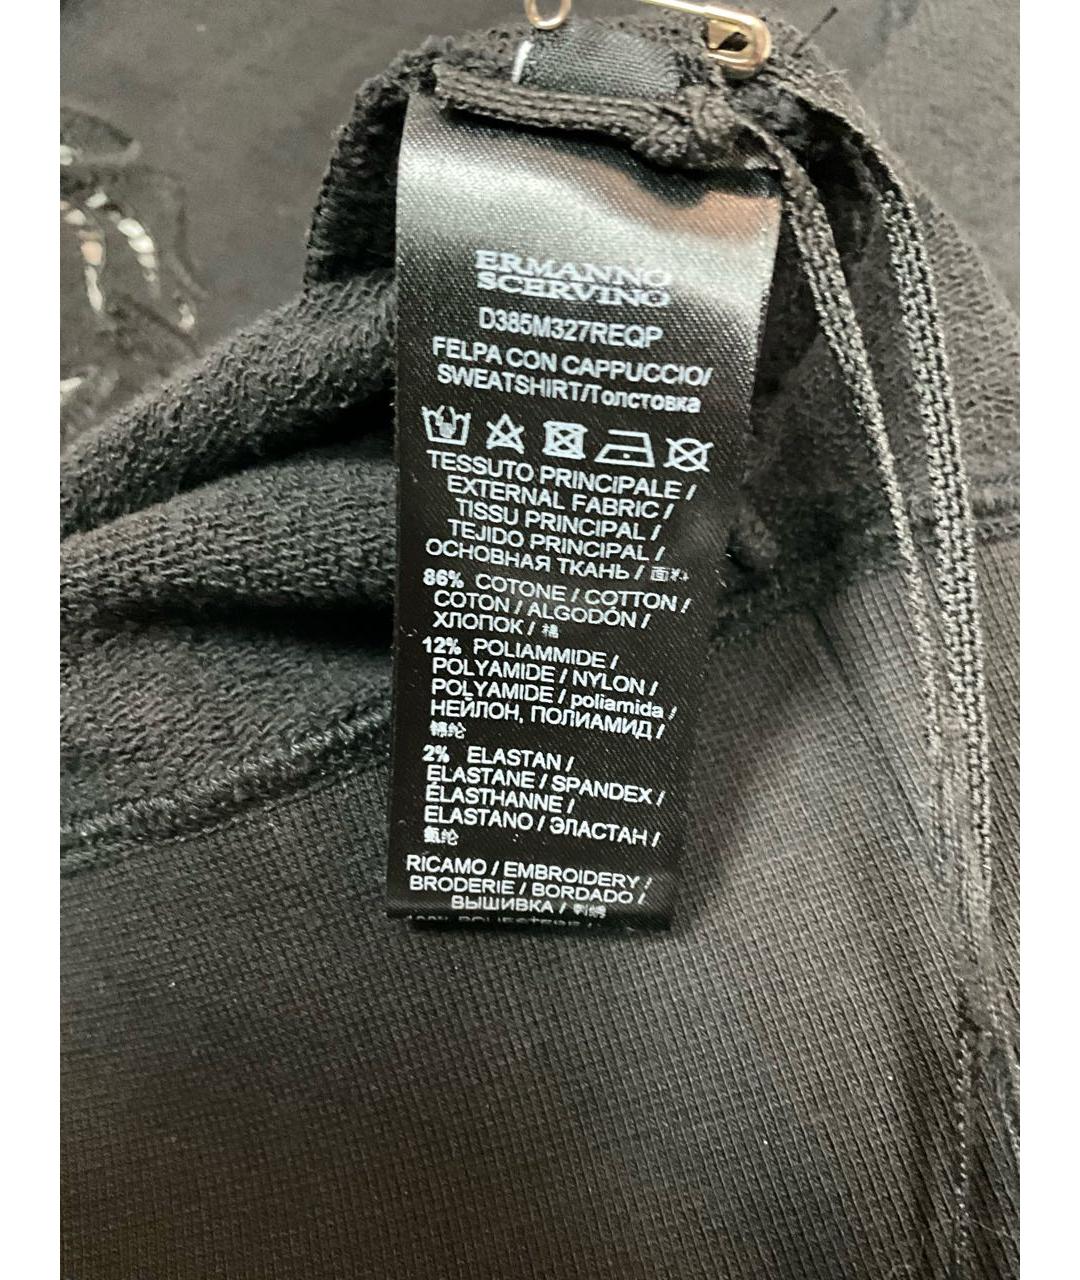 ERMANNO
SCERVINO
D385M327REQP
FELPA CON CAPPUCCIO/
SWEATSHIRT/Толстовка
TESSUTO PRINCIPALE /
EXTERNAL FABRIC /
TISSU PRINCIPAL /
TEJIDO PRINCIPAL /
ОСНОВНАЯ ТКАНЬ / 面料
86% COTONE / COTTON /
COTON / ALGODÓN /
ХЛОПОК / 棉
12% POLIAMMIDE /
POLYAMIDE / NYLON /
POLYAMIDE / poliamida /
НЕЙЛОН, ПОЛИАМИД /
锦纶
2% ELASTAN /
ELASTANE / SPANDEX /
ÉLASTHANNE /
ELASTANO / ЭЛАСТАН /
氨纶
RICAMO / EMBROIDERY /
BRODERIE / BORDADO /
ВЫШИВКА / 刺绣
100% POLIESTERE /